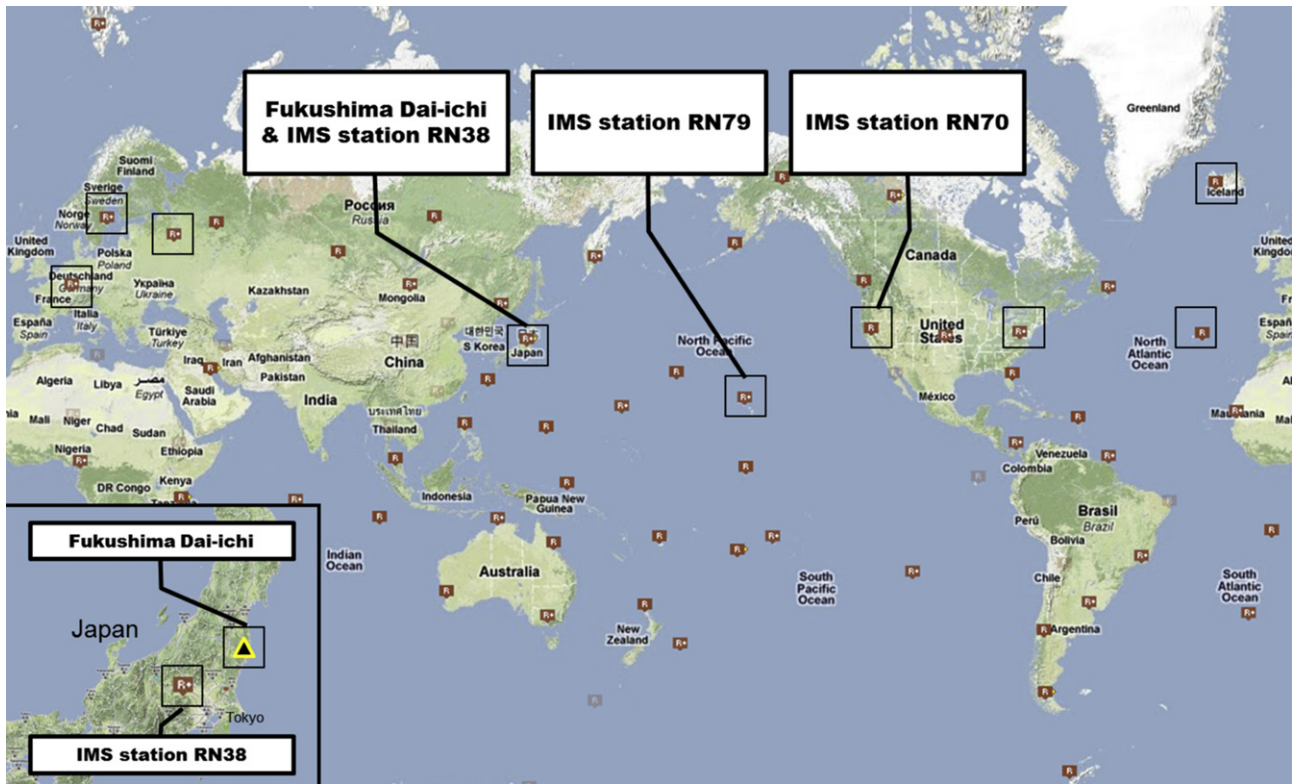 Fukushima Dai-ichi
& IMS station RN38
IMS station RN79
IMS station RN70
Greenland
Suomi
Finland
Sverige
Sweden
Norge
Norway
Iceland
Россия
Russia
United
Kingdom
Polska
Poland
Deutschland
Germany
Україна
Ukraine
France
Italia
Italy
España
Spain
Türkiye
Turkey
Kazakhstan
Mongolia
中国
China
대한민국
S Korea
Japan
North Pacific
Ocean
Canada
United
States
North
Atlantic
Ocean
United
Kingdom
España
Spain
Iraq
Iran
Afghanistan
Pakistan
Algeria
Libya
مصر
Egypt
Saudi
Arabia
India
ประเทศไทย
Thailand
México
Mali
Niger
Chad
Sudan
Nigeria
Ethiopia
Kenya
DR Congo
Indonesia
Papua New
Guinea
Venezuela
Colombia
Perú
Brasil
Brazil
Bolivia
Chile
Argentina
Indian
Ocean
Australia
New
Zealand
South
Pacific
Ocean
South
Atlantic
Ocean
Fukushima Dai-ichi
Japan
Tokyo
IMS station RN38